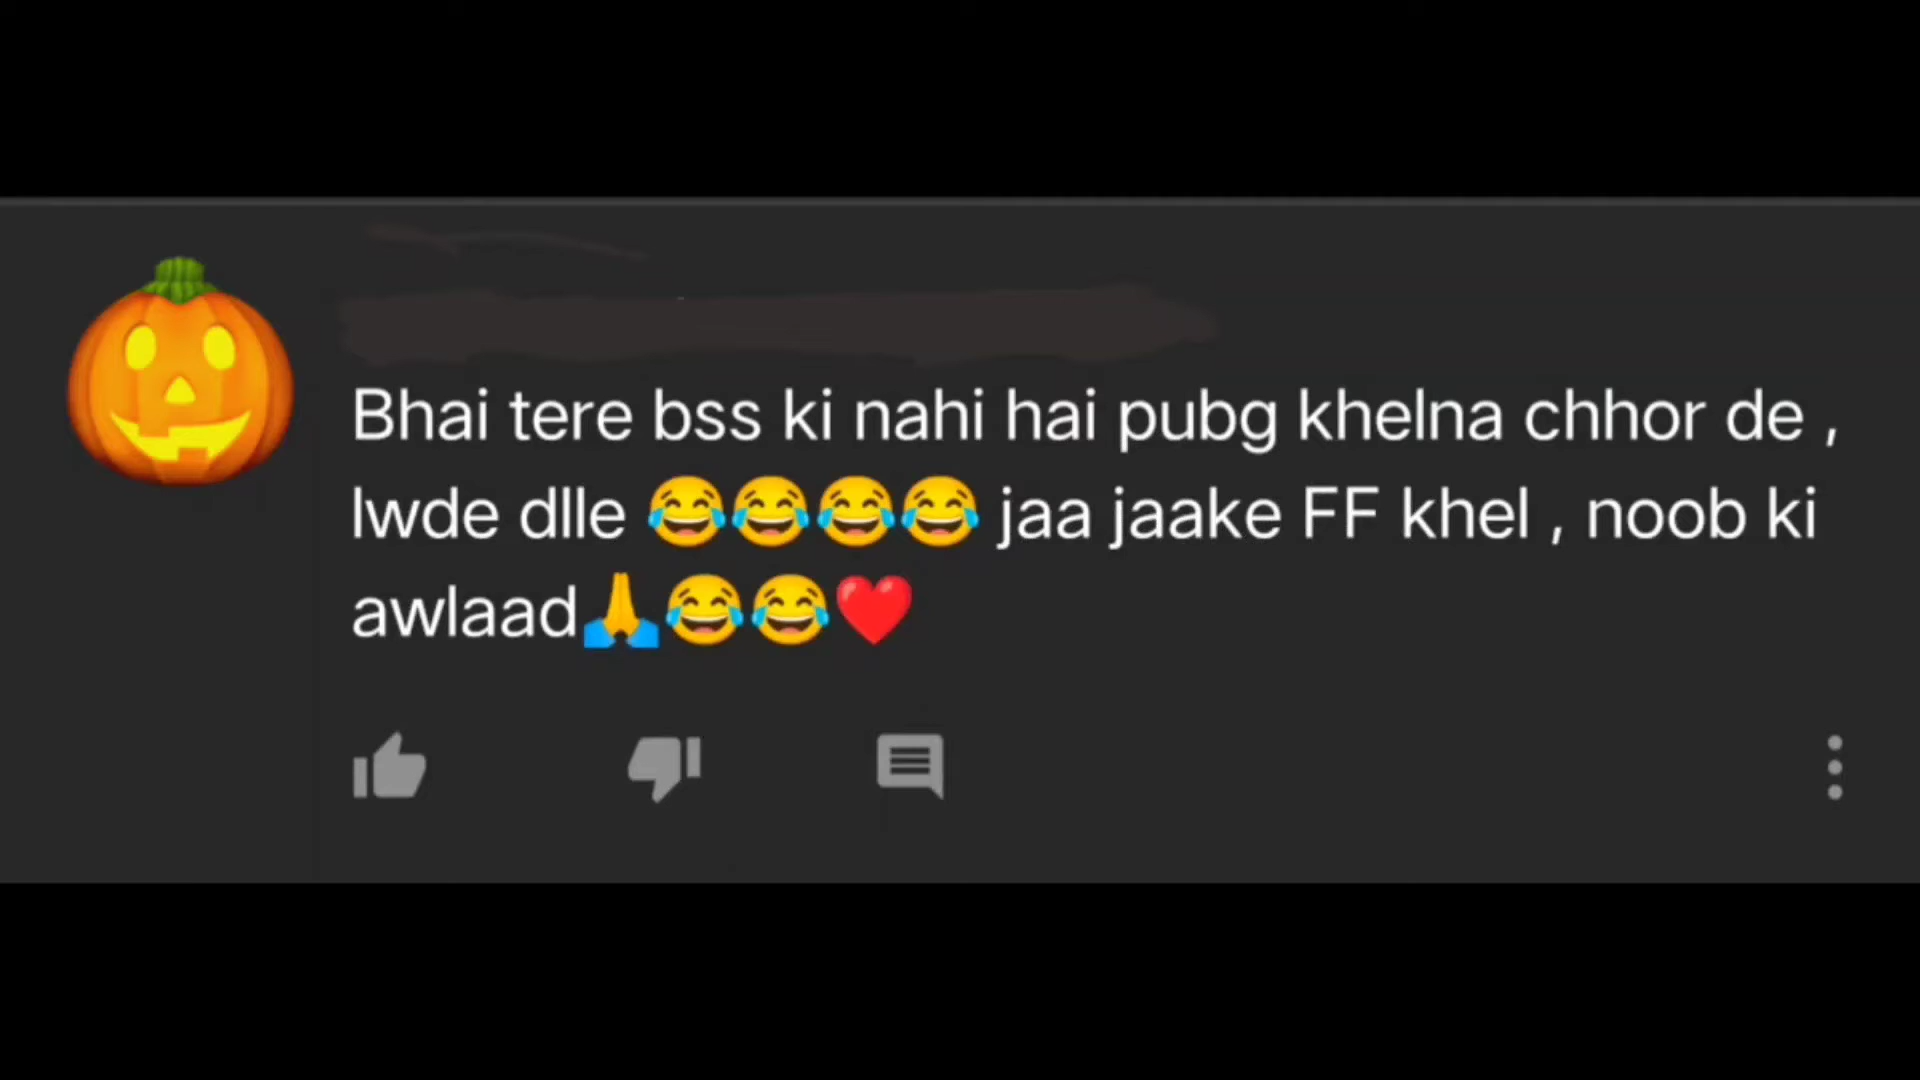 Bhai tere bss ki nahi hai pubg khelna chhor de ,
lwde dlle 😂😂😂😂 jaa jaake FF khel , noob ki
awlaad🙏😂😂❤️